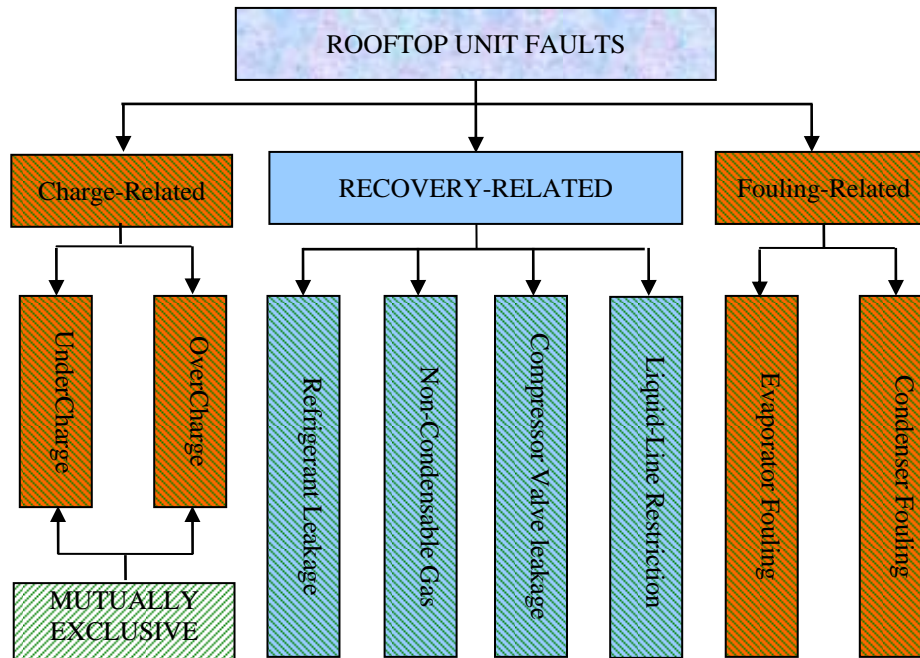 ROOFTOP UNIT FAULTS
Charge-Related
RECOVERY-RELATED
Fouling-Related
UnderCharge
OverCharge
Refrigerant Leakage
Non-Condensable Gas
Compressor Valve leakage
Liquid-Line Restriction
Evaporator Fouling
Condenser Fouling
MUTUALLY
EXCLUSIVE